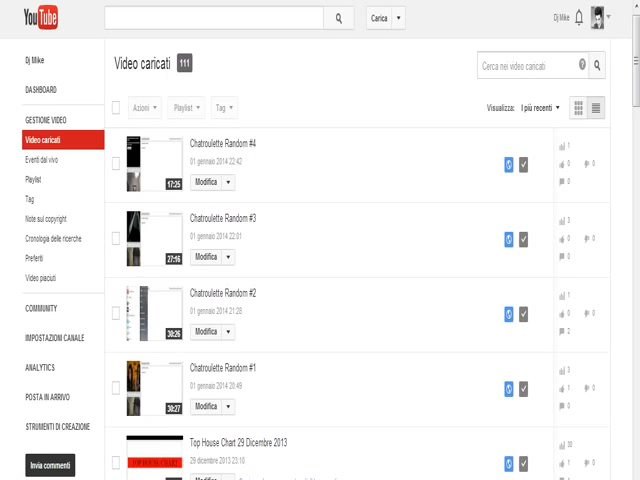 YouTube
Carica
Dj Mike
Dj Mike
Video caricati 111
Cerca nei video caricati
DASHBOARD
Azioni
Playlist
Tag
Visualizza: I più recenti
GESTIONE VIDEO
Video caricati
Eventi dal vivo
Playlist
Tag
Note sul copyright
Cronologia delle ricerche
Preferiti
Video piaciuti
COMMUNITY
IMPOSTAZIONI CANALE
ANALYTICS
POSTA IN ARRIVO
STRUMENTI DI CREAZIONE
Invia commenti
17:25
Chatroulette Random #4
01 gennaio 2014 22:42
Modifica
1
0 0
0
27:16
Chatroulette Random #3
01 gennaio 2014 22:01
Modifica
3
0 0
0
30:26
Chatroulette Random #2
01 gennaio 2014 21:28
Modifica
1
0 0
2
30:27
Chatroulette Random #1
01 gennaio 2014 20:49
Modifica
3
1 0
0
TOP HOUSE CHART
Top House Chart 29 Dicembre 2013
29 dicembre 2013 23:10
30
1 0